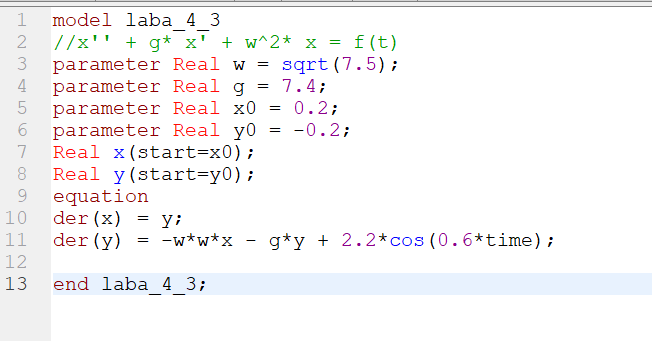 1 model laba_4_3
2 //x'' + g* x' + w^2* x = f(t)
3 parameter Real w = sqrt(7.5);
4 parameter Real g = 7.4;
5 parameter Real x0 = 0.2;
6 parameter Real y0 = -0.2;
7 Real x(start=x0);
8 Real y(start=y0);
9 equation
10 der(x) = y;
11 der(y) = -w*w*x - g*y + 2.2*cos(0.6*time);
12
13 end laba_4_3;